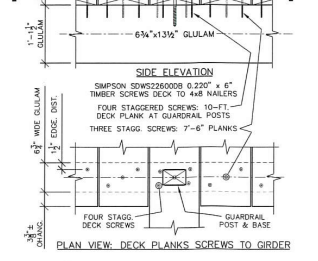 1'-1½"
GLULAM
6¾"x13½" GLULAM
SIDE ELEVATION
SIMPSON SDWS22600DB 0.220" x 6"
TIMBER SCREWS DECK TO 4x8 NAILERS
FOUR STAGGERED SCREWS: 10-FT.
DECK PLANK AT GUARDRAIL POSTS
THREE STAGG. SCREWS: 7'-6" PLANKS
6¾" WIDE GLULAM
1½" EDGE. DIST.
3⅜"±
OHANG.
FOUR STAGG.
DECK SCREWS
GUARDRAIL
POST & BASE
PLAN VIEW: DECK PLANKS SCREWS TO GIRDER